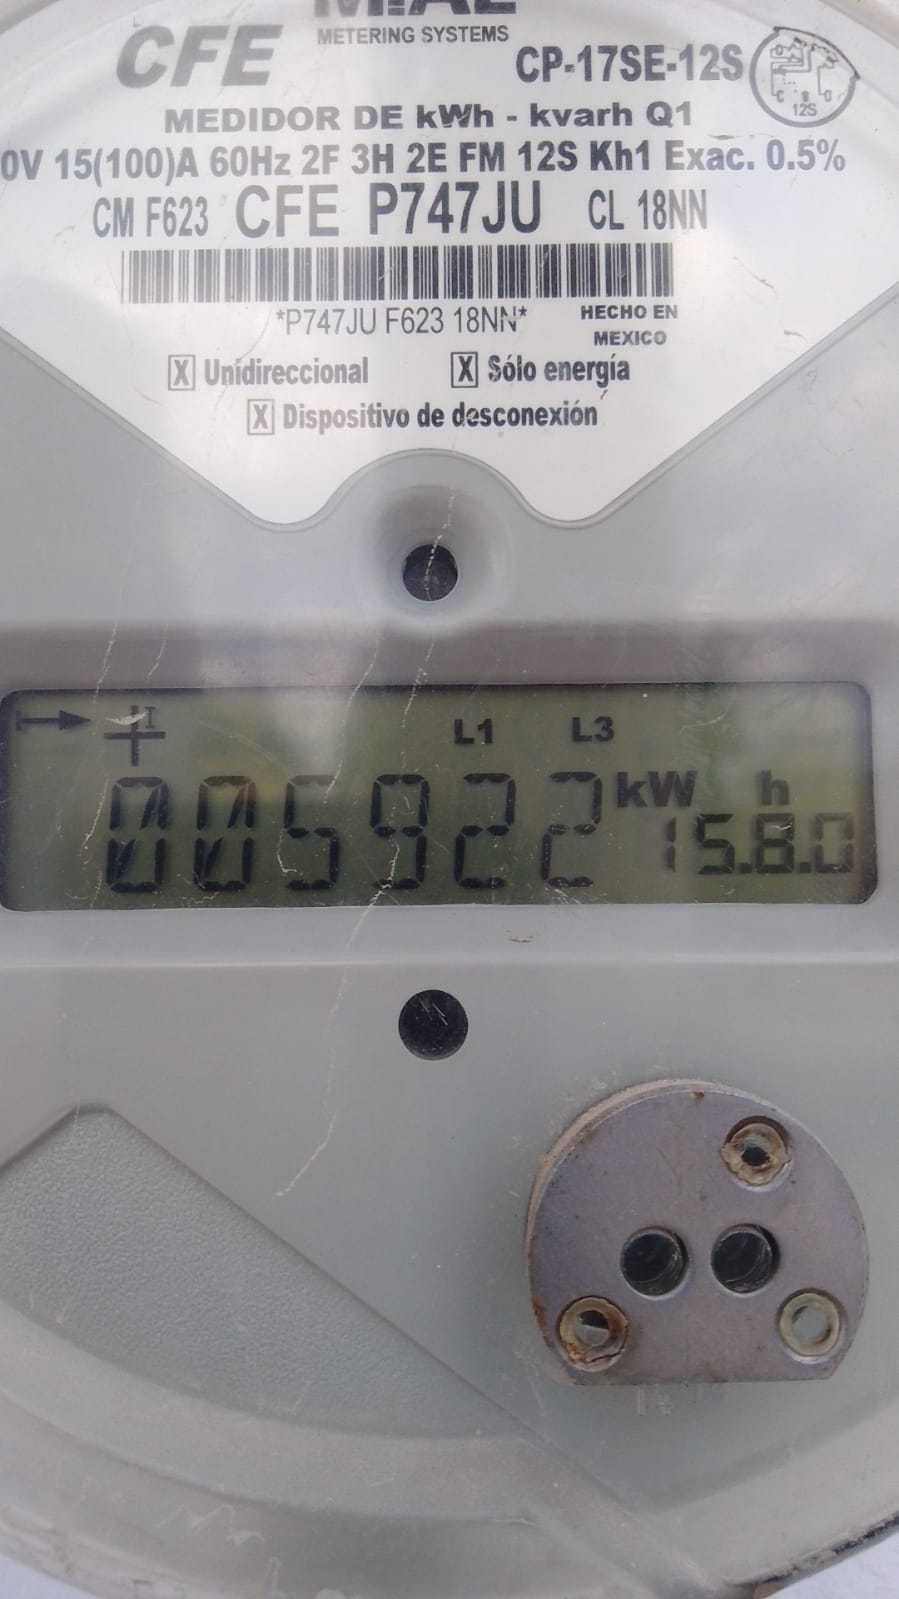 CFE
METERING SYSTEMS
CP-17SE-12S
12S
MEDIDOR DE kWh - kvarh Q1
0V 15(100)A 60Hz 2F 3H 2E FM 12S Kh1 Exac. 0.5%
CM F623 CFE P747JU CL 18NN
*P747JU F623 18NN*
HECHO EN
MEXICO
X Unidireccional X Sólo energía
X Dispositivo de desconexión
L1 L3
005922 kW h 15.8.0